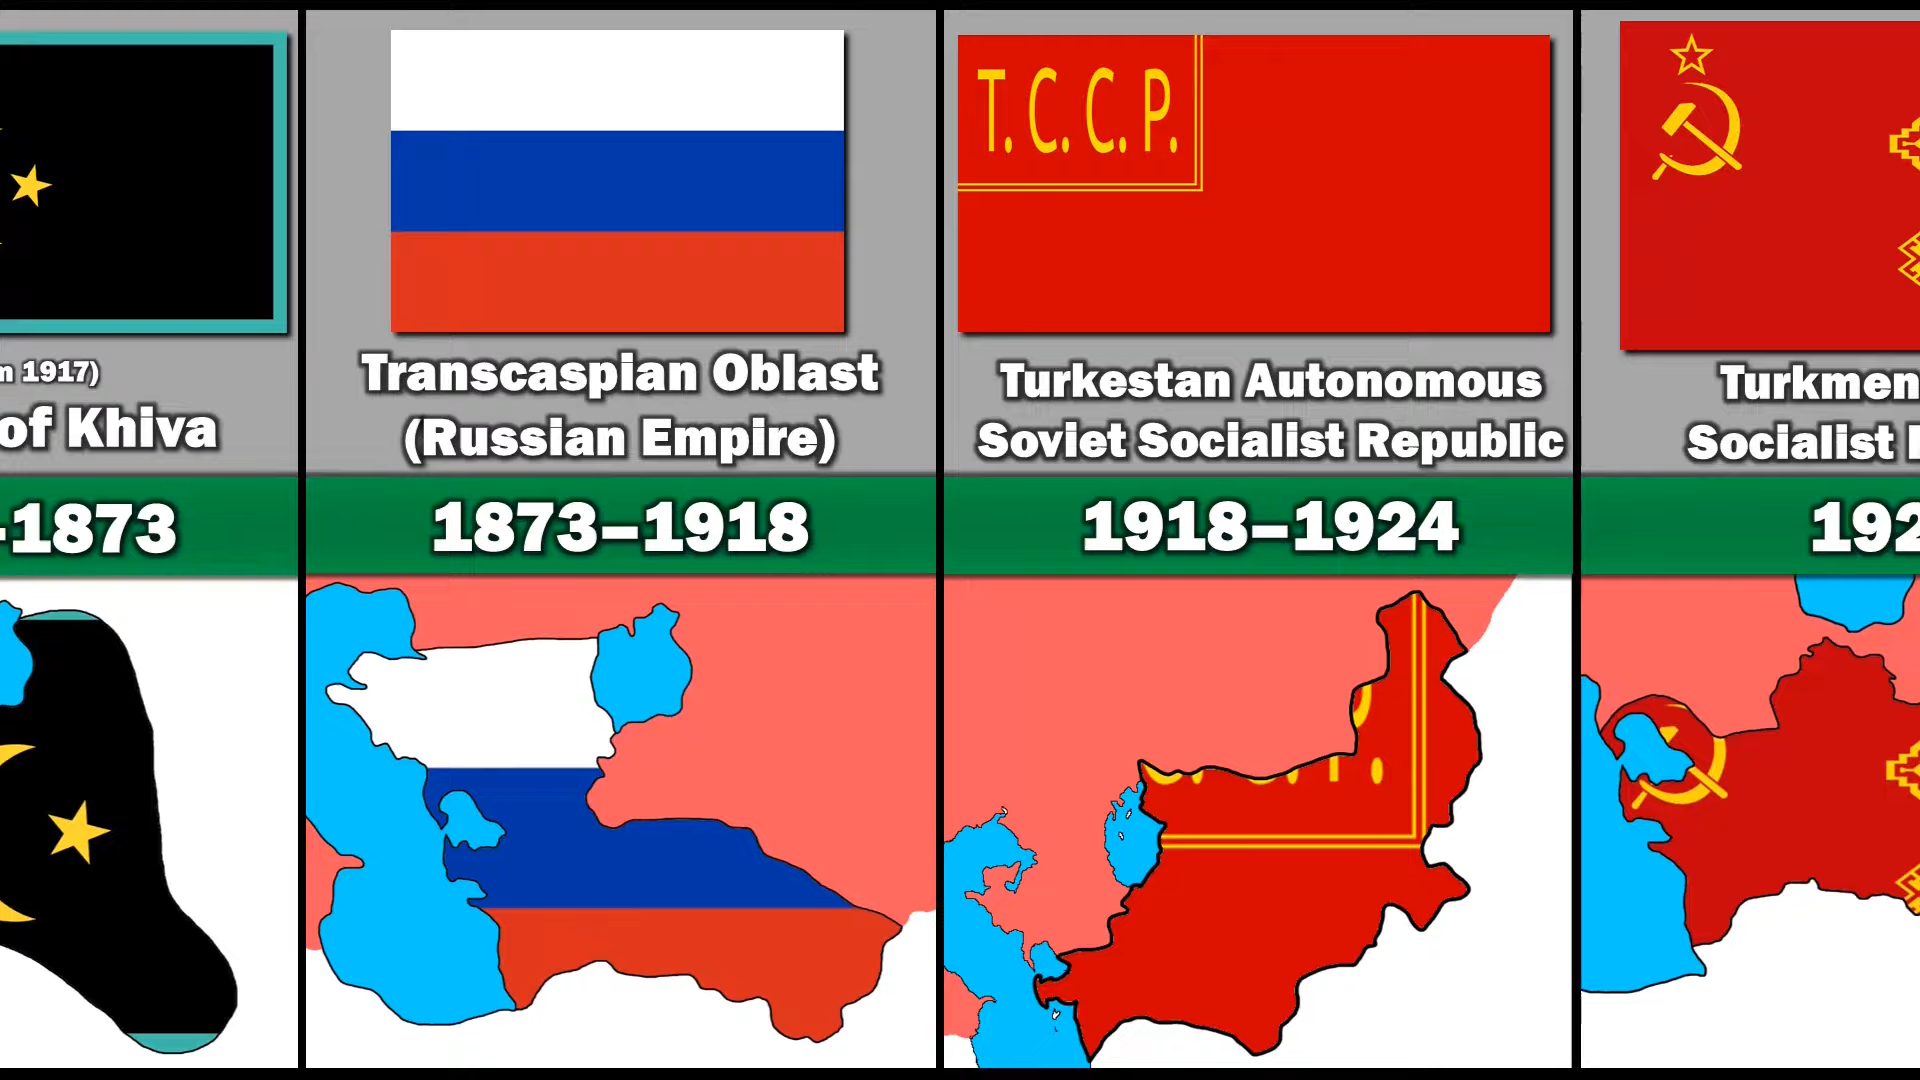 m 1917)
of Khiva
-1873
Transcaspian Oblast
(Russian Empire)
1873–1918
T.C.C.P.
Turkestan Autonomous
Soviet Socialist Republic
1918–1924
Turkmen
Socialist
192